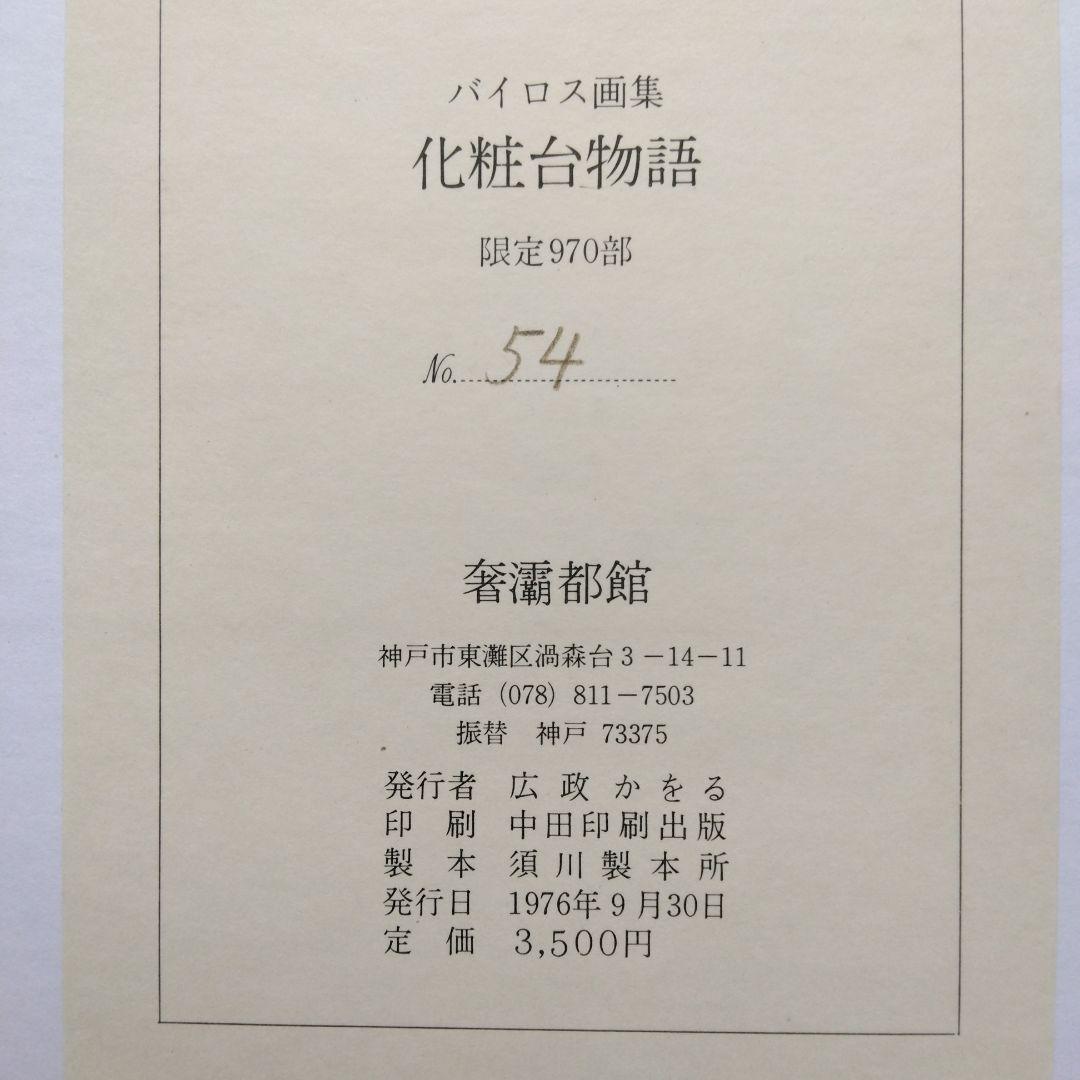 バイロス画集
化粧台物語
限定970部
No. 54
奢灞都館
神戸市東灘区渦森台3-14-11
電話 (078) 811-7503
振替 神戸 73375
発行者 広政かをる
印刷 中田印刷出版
製本 須川製本所
発行日 1976年9月30日
定価 3,500円